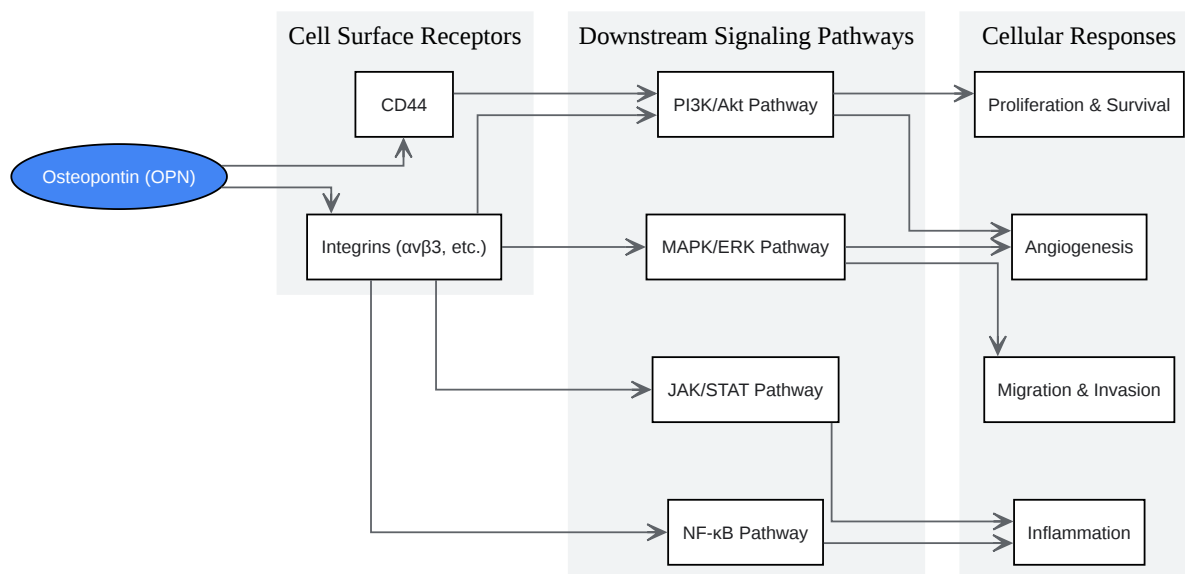 Cell Surface Receptors
Downstream Signaling Pathways
Cellular Responses
CD44
PI3K/Akt Pathway
Proliferation & Survival
Osteopontin (OPN)
Integrins (αvβ3, etc.)
MAPK/ERK Pathway
Angiogenesis
JAK/STAT Pathway
Migration & Invasion
NF-κB Pathway
Inflammation